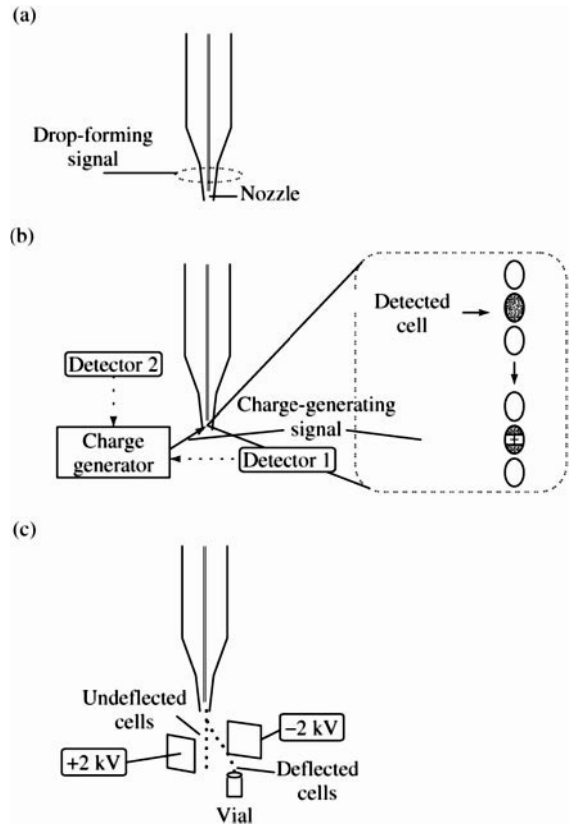 (a)
Drop-forming
signal
Nozzle
(b)
Detector 2
Charge
generator
Charge-generating
signal
Detector 1
Detected
cell
+
(c)
Undeflected
cells
+2 kV
−2 kV
Deflected
cells
Vial